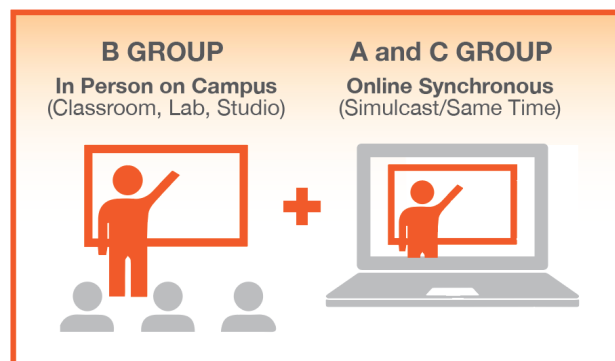 B GROUP
In Person on Campus
(Classroom, Lab, Studio)
A and C GROUP
Online Synchronous
(Simulcast/Same Time)